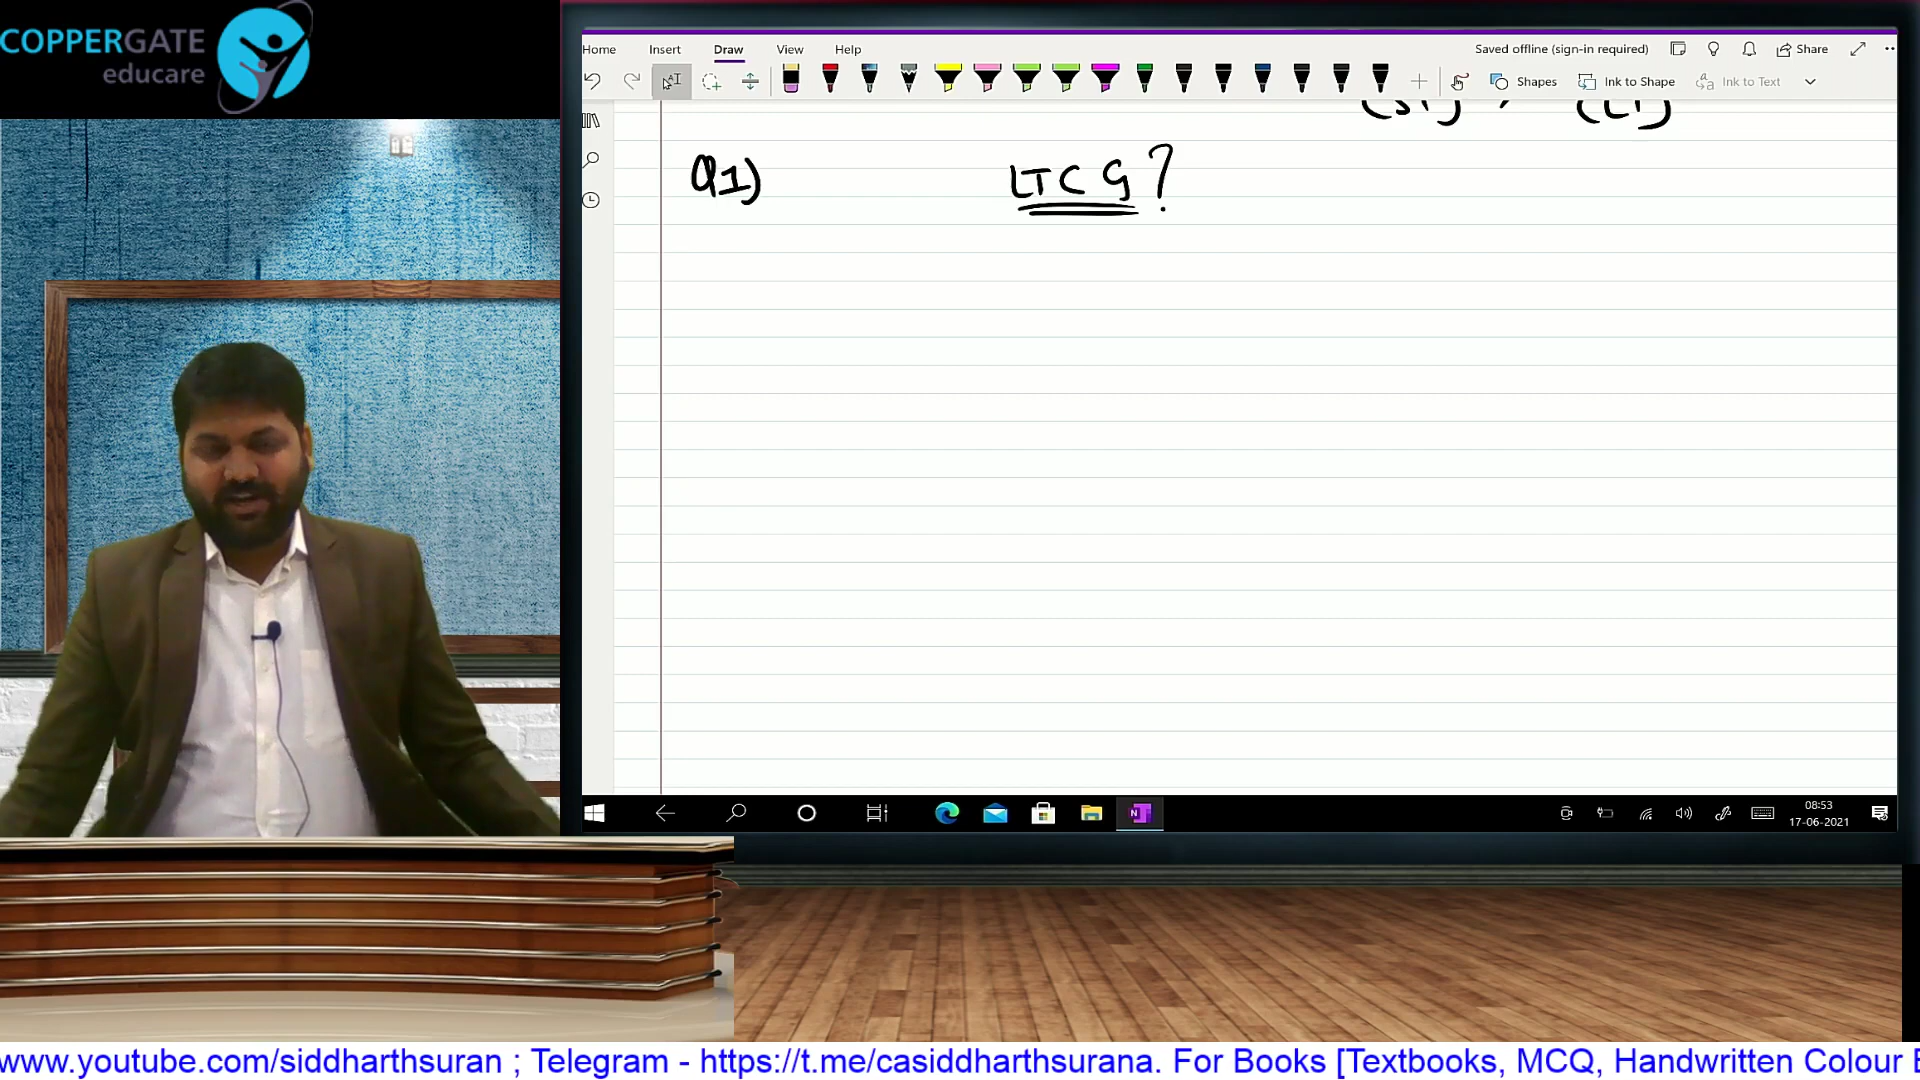 COPPERGATE
educare
Home Insert Draw View Help
Saved offline (sign-in required) Share
Shapes Ink to Shape Ink to Text
(LT)
Q1) LTCG?
08:53
17-06-2021
www.youtube.com/siddharthsuran ; Telegram - https://t.me/casiddharthsurana. For Books [Textbooks, MCQ, Handwritten Colour